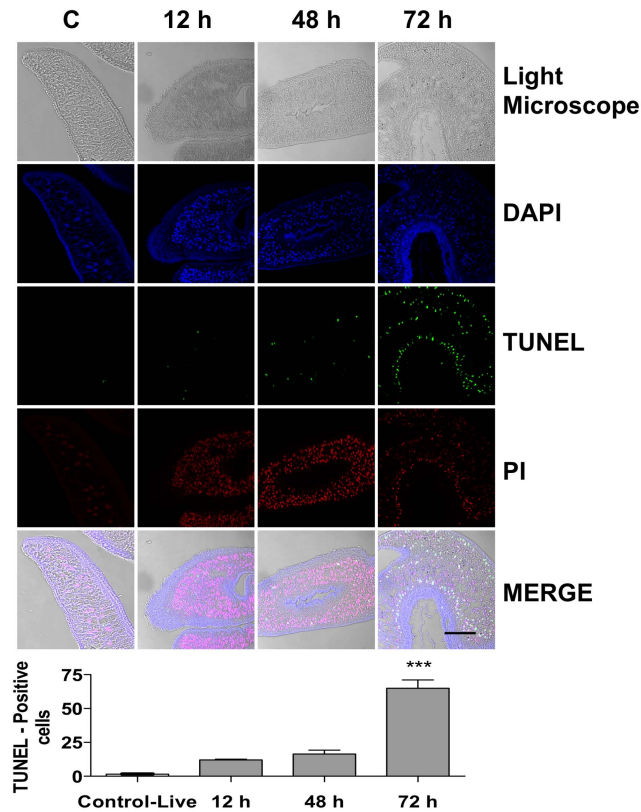 C 12 h 48 h 72 h
Light
Microscope
DAPI
TUNEL
PI
MERGE
TUNEL - Positive
cells
75
50
25
0
***
Control-Live 12 h 48 h 72 h